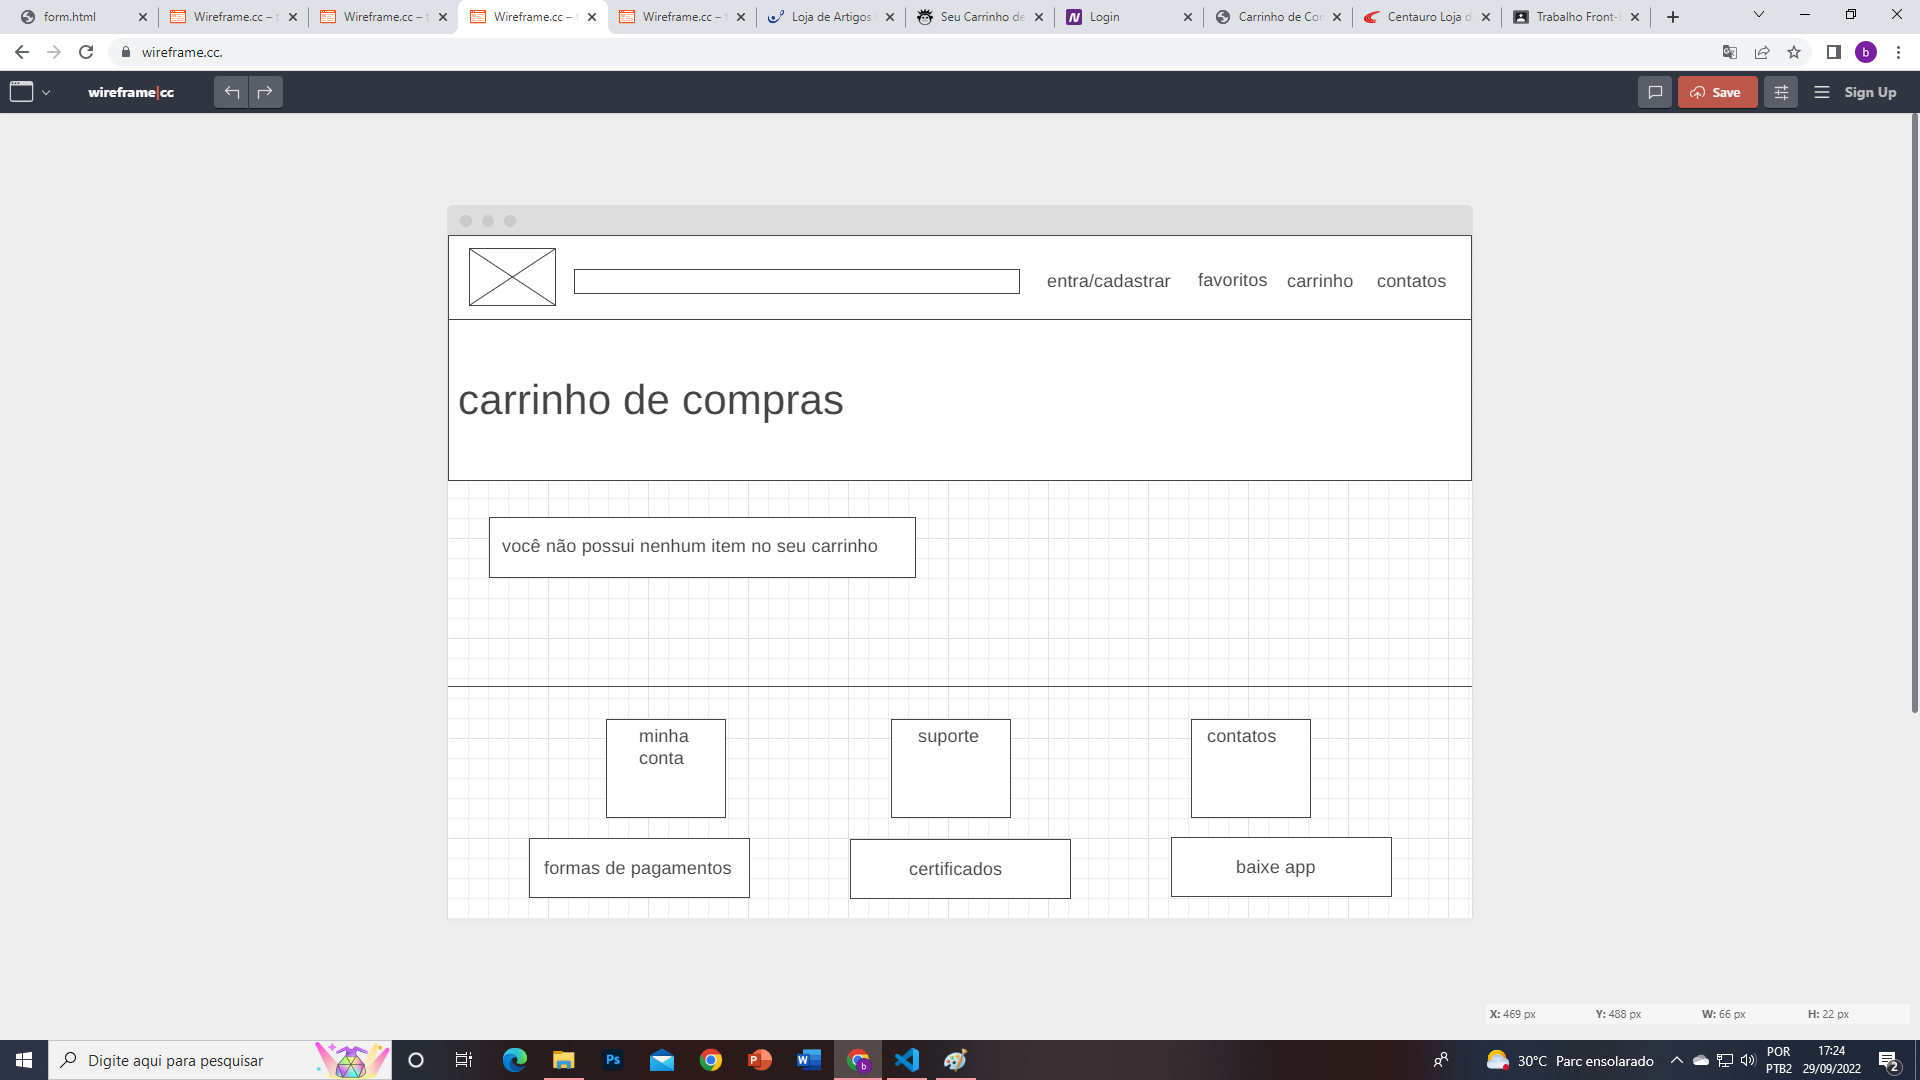 form.html
Wireframe.cc –
Wireframe.cc –
Wireframe.cc –
Wireframe.cc –
Loja de Artigos
Seu Carrinho de
Login
Carrinho de Co
Centauro Loja d
Trabalho Front-
wireframe.cc.
b
wireframe|cc
Save
Sign Up
entra/cadastrar
favoritos
carrinho
contatos
carrinho de compras
você não possui nenhum item no seu carrinho
minha
conta
suporte
contatos
formas de pagamentos
certificados
baixe app
X: 469 px
Y: 488 px
W: 66 px
H: 22 px
Digite aqui para pesquisar
Ps
P
W
b
30°C Parc ensolarado
POR
PTB2
17:24
29/09/2022
2